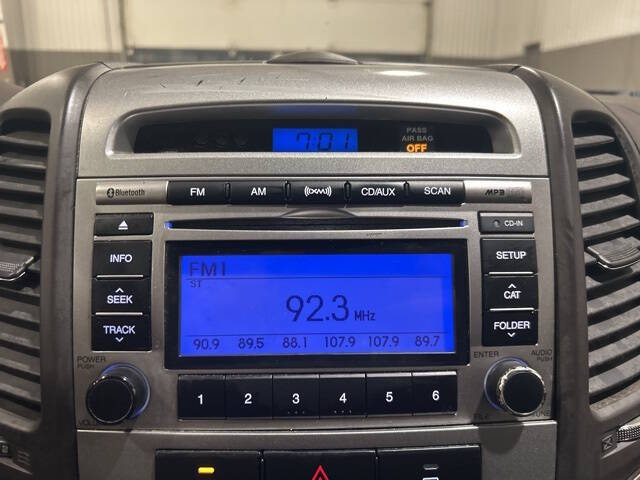 7:01
PASS
AIR BAG
OFF
Bluetooth FM AM ((XM)) CD/AUX SCAN MP3
CD-IN
INFO SETUP
SEEK CAT
TRACK FOLDER
FM1
ST
92.3 MHz
90.9 89.5 88.1 107.9 107.9 89.7
POWER PUSH ENTER AUDIO PUSH
1 2 3 4 5 6
TUNE